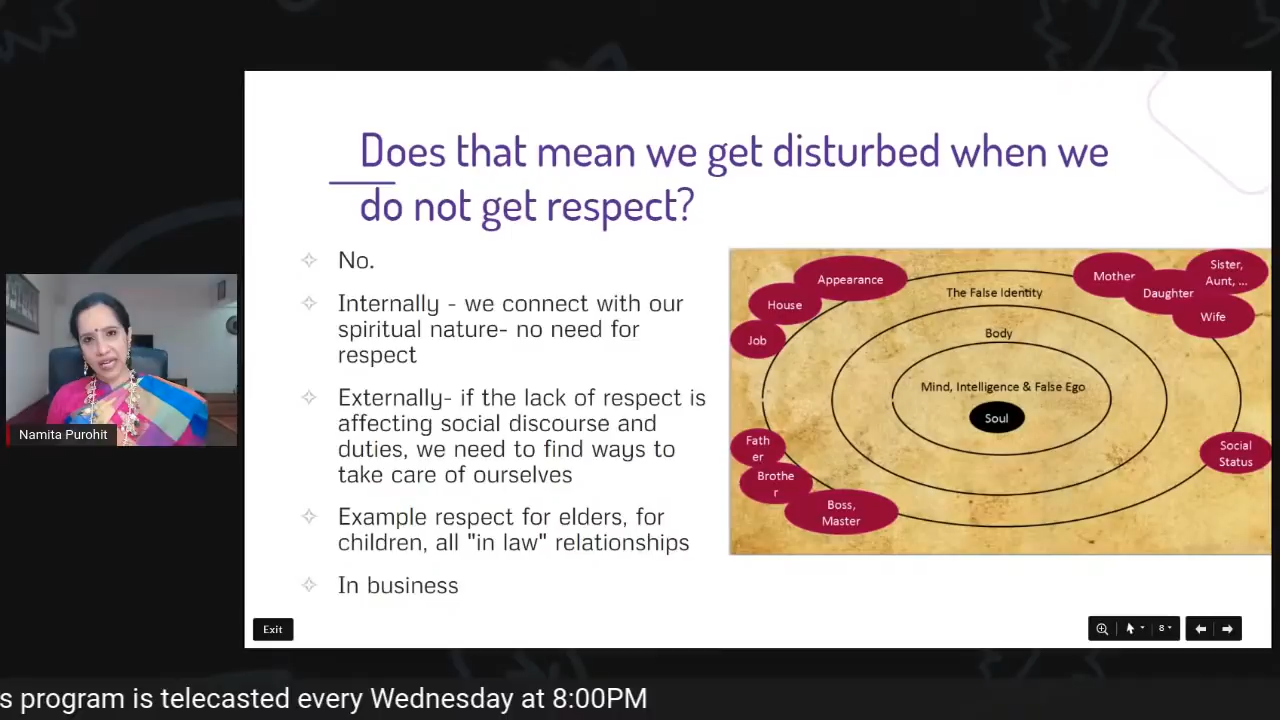 Does that mean we get disturbed when we
do not get respect?
No.
Internally - we connect with our
spiritual nature- no need for
respect
Externally- if the lack of respect is
affecting social discourse and
duties, we need to find ways to
take care of ourselves
Example respect for elders, for
children, all "in law" relationships
In business
Appearance
House
Job
The False Identity
Body
Mind, Intelligence & False Ego
Soul
Mother
Daughter
Sister,
Aunt, ...
Wife
Fath
er
Brothe
r
Boss,
Master
Social
Status
Namita Purohit
Exit
8
s program is telecasted every Wednesday at 8:00PM